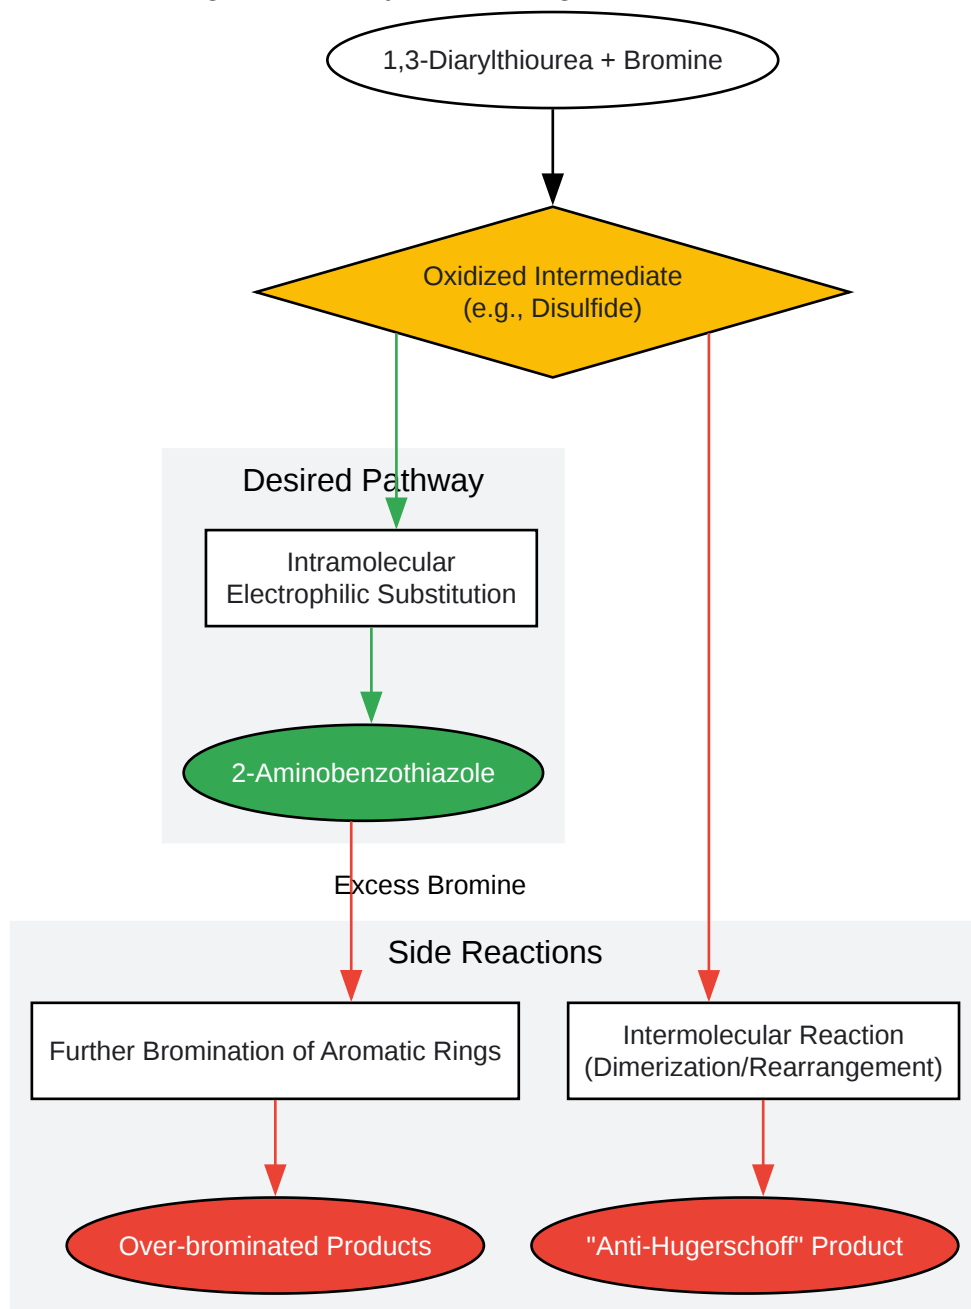 1,3-Diarylthiourea + Bromine
Oxidized Intermediate
(e.g., Disulfide)
Desired Pathway
Intramolecular
Electrophilic Substitution
2-Aminobenzothiazole
Excess Bromine
Side Reactions
Further Bromination of Aromatic Rings
Intermolecular Reaction
(Dimerization/Rearrangement)
Over-brominated Products
"Anti-Hugerschoff" Product